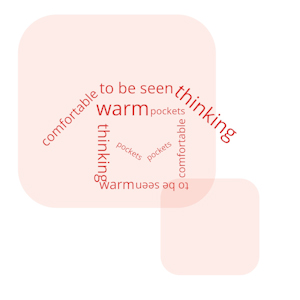 to be seen
comfortable
thinking
warm pockets
thinking
pockets
pockets
comfortable
warm to be seen